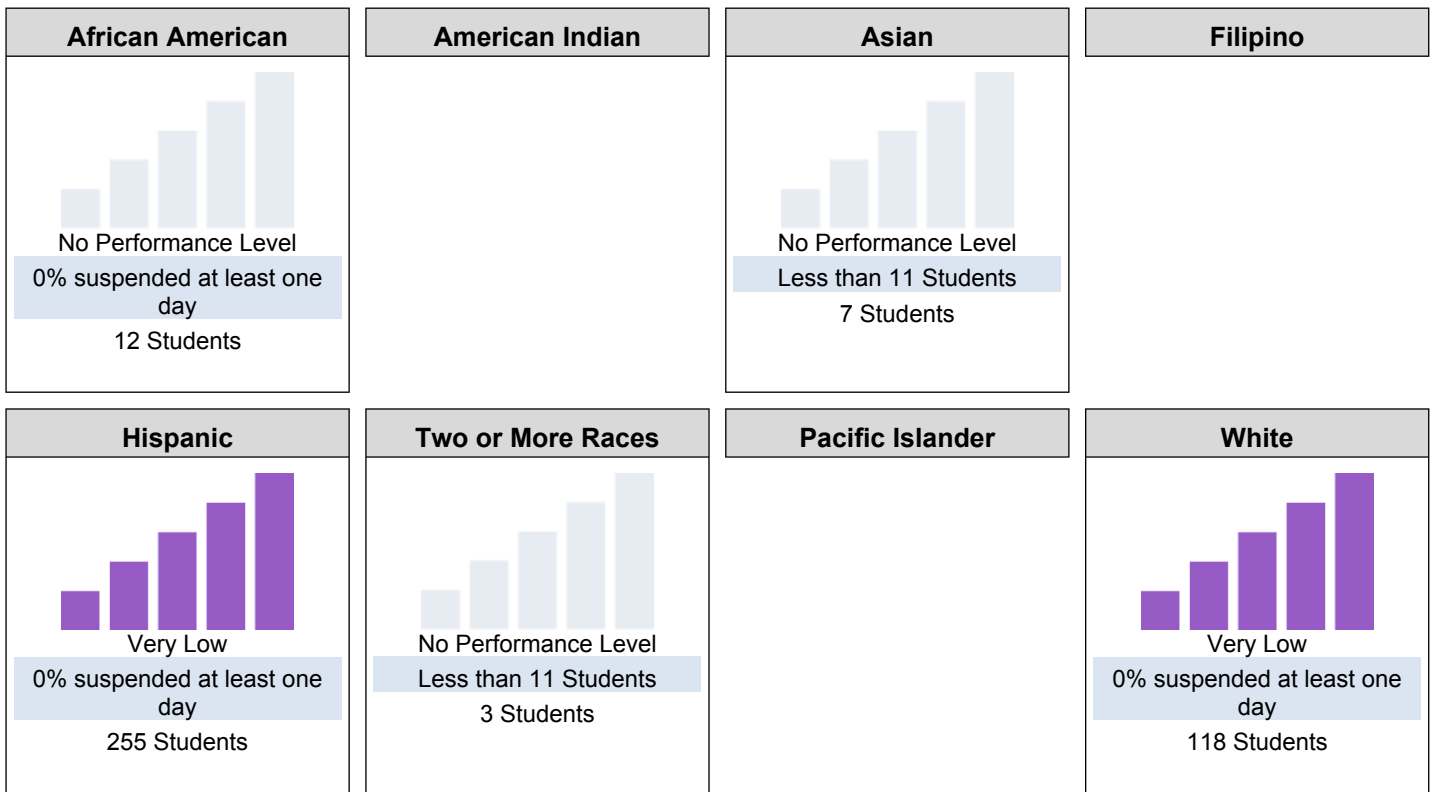 African American
No Performance Level
0% suspended at least one
day
12 Students
American Indian
Asian
No Performance Level
Less than 11 Students
7 Students
Filipino
Hispanic
Very Low
0% suspended at least one
day
255 Students
Two or More Races
No Performance Level
Less than 11 Students
3 Students
Pacific Islander
White
Very Low
0% suspended at least one
day
118 Students